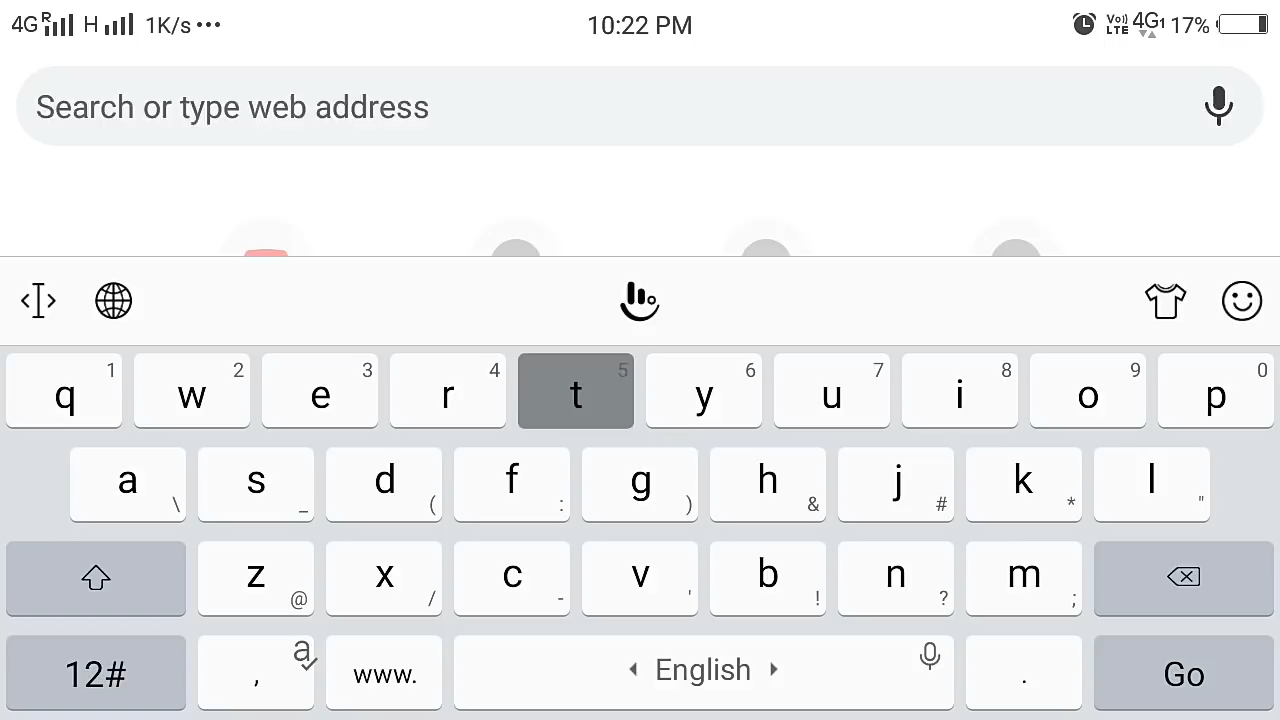 4G R H 1K/s ••• 10:22 PM Vo)) LTE 4G1 17%
Search or type web address
q 1 w 2 e 3 r 4 t 5 y 6 u 7 i 8 o 9 p 0
a \ s _ d ( f : g ) h & j # k * l "
z @ x / c - v ' b ! n ? m ;
12# , a www. English . Go